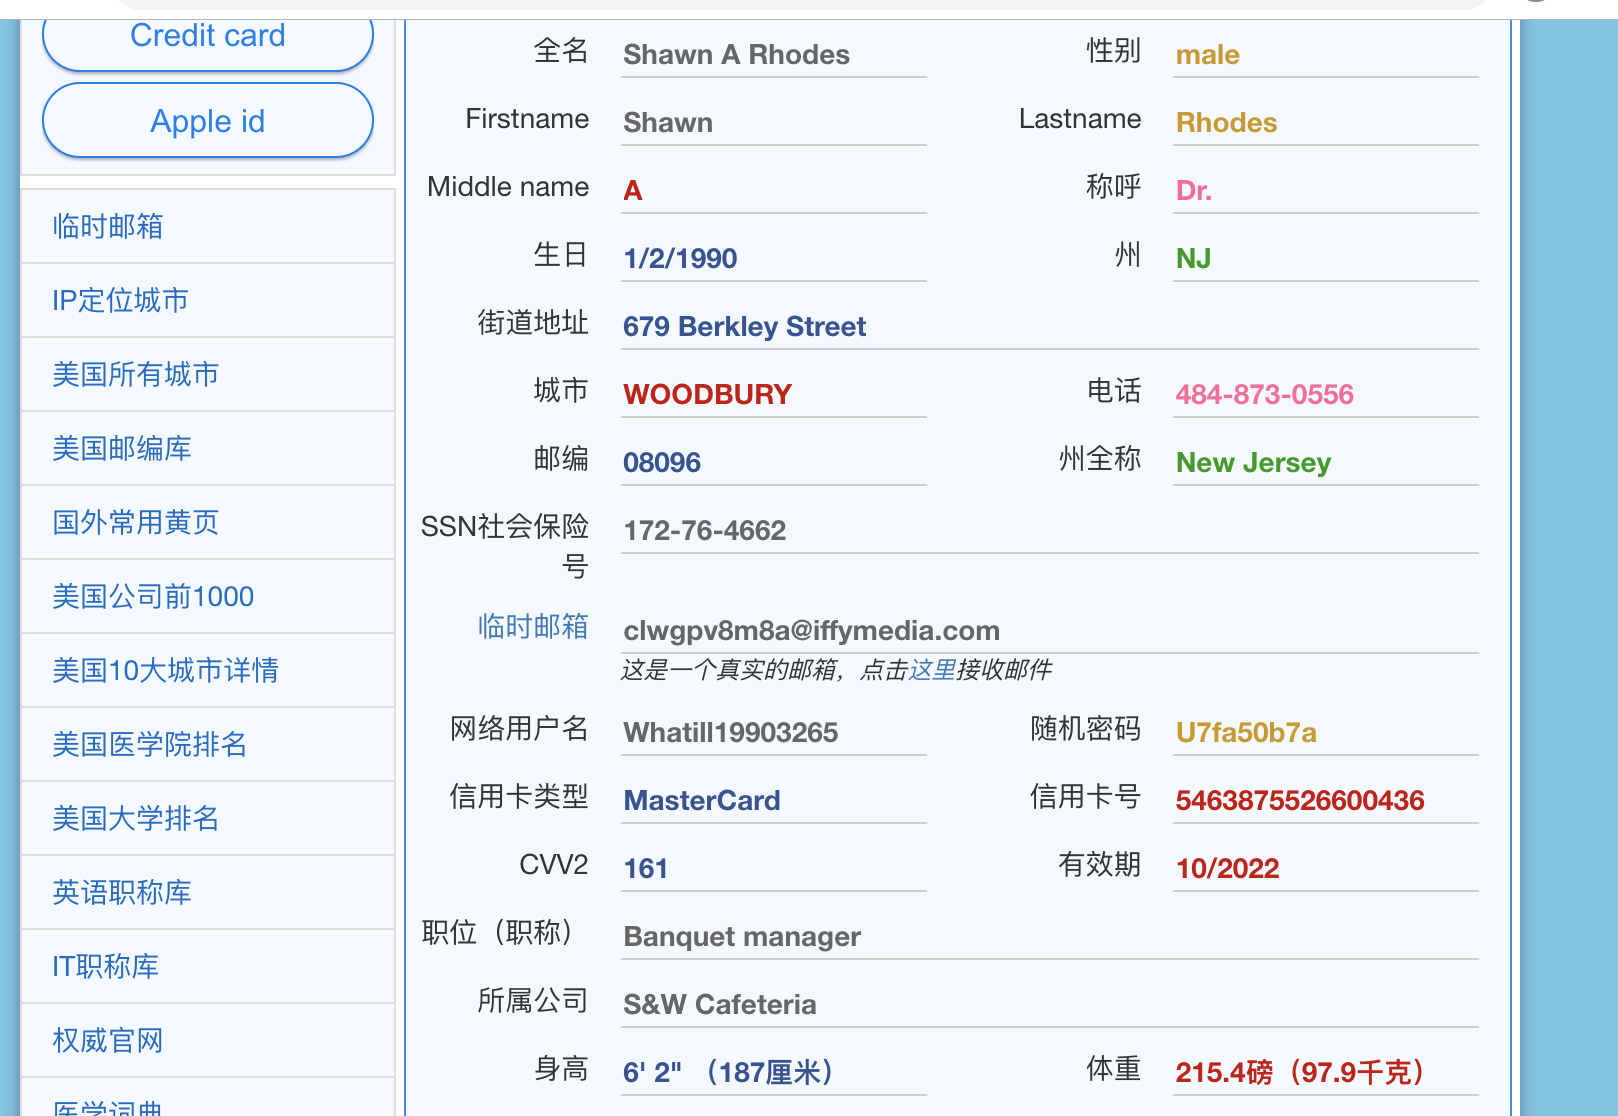 Credit card
Apple id
临时邮箱
IP定位城市
美国所有城市
美国邮编库
国外常用黄页
美国公司前1000
美国10大城市详情
美国医学院排名
美国大学排名
英语职称库
IT职称库
权威官网
医学词典
全名 Shawn A Rhodes 性别 male
Firstname Shawn Lastname Rhodes
Middle name A 称呼 Dr.
生日 1/2/1990 州 NJ
街道地址 679 Berkley Street
城市 WOODBURY 电话 484-873-0556
邮编 08096 州全称 New Jersey
SSN社会保险号 172-76-4662
临时邮箱 clwgpv8m8a@iffymedia.com
这是一个真实的邮箱，点击这里接收邮件
网络用户名 Whatill19903265 随机密码 U7fa50b7a
信用卡类型 MasterCard 信用卡号 5463875526600436
CVV2 161 有效期 10/2022
职位（职称） Banquet manager
所属公司 S&W Cafeteria
身高 6' 2" （187厘米） 体重 215.4磅（97.9千克）